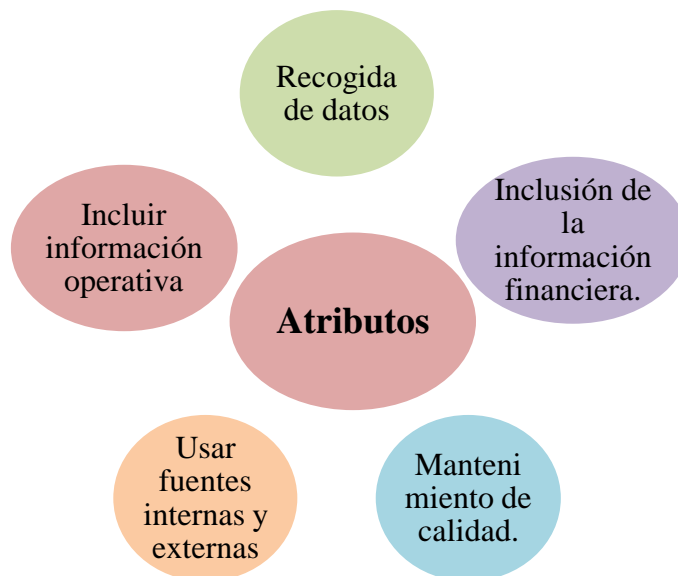 Recogida
de datos
Incluir
información
operativa
Inclusión de
la
información
financiera.
Atributos
Usar
fuentes
internas y
externas
Manteni
miento de
calidad.